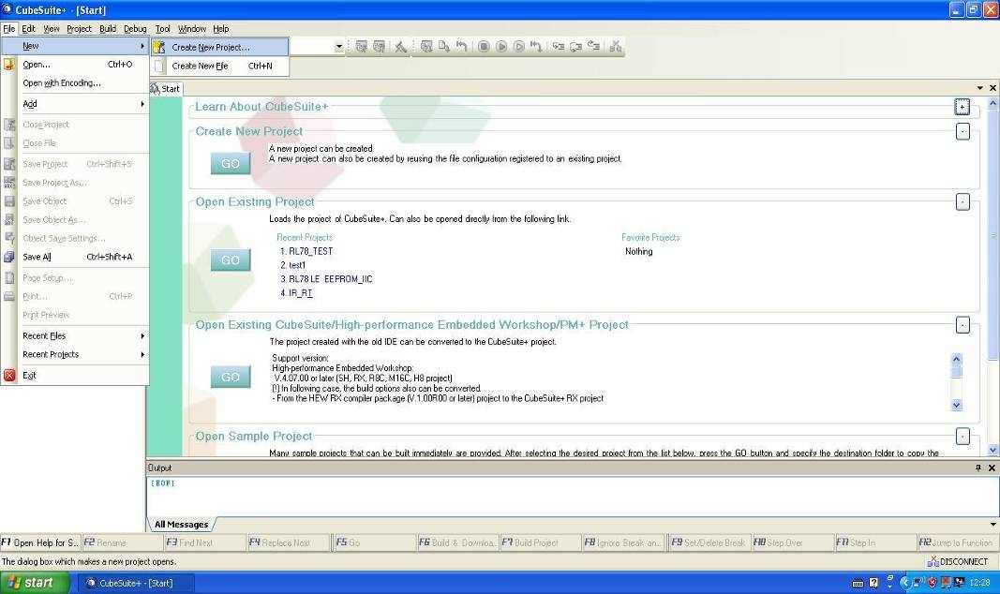 CubeSuite+ - [Start]
File Edit View Project Build Debug Tool Window Help
New
Create New Project...
Open... Ctrl+O
Create New File Ctrl+N
Open with Encoding...
Add
Close Project
Close File
Save Project Ctrl+Shift+S
Save Project As...
Save Object Ctrl+S
Save Object As...
Object Save Settings...
Save All Ctrl+Shift+A
Page Setup...
Print... Ctrl+P
Print Preview
Recent Files
Recent Projects
Exit
Start
Learn About CubeSuite+
Create New Project
GO
A new project can be created.
A new project can also be created by reusing the file configuration registered to an existing project.
Open Existing Project
Loads the project of CubeSuite+. Can also be opened directly from the following link.
GO
Recent Projects
1. RL78_TEST
2. test1
3. RL78 LE EEPROM_IIC
4. IR_RT
Favorite Projects
Nothing
Open Existing CubeSuite/High-performance Embedded Workshop/PM+ Project
The project created with the old IDE can be converted to the CubeSuite+ project.
GO
Support version:
High-performance Embedded Workshop:
V.4.07.00 or later (SH, RX, R8C, M16C, H8 project)
(!) In following case, the build options also can be converted.
- From the HEW RX compiler package (V.1.00R00 or later) project to the CubeSuite+ RX project
Open Sample Project
Many sample projects that can be built immediately are provided. After selecting the desired project from the list below, press the GO button and specify the destination folder to copy the
Output
[EOF]
All Messages
F1 Open Help for S... F2 Rename F3 Find Next F4 Replace Next F5 Go F6 Build & Downloa... F7 Build Project F8 Ignore Break an... F9 Set/Delete Break F10 Step Over F11 Step In F12 Jump to Function
The dialog box which makes a new project opens.
DISCONNECT
start
CubeSuite+ - [Start]
12:28